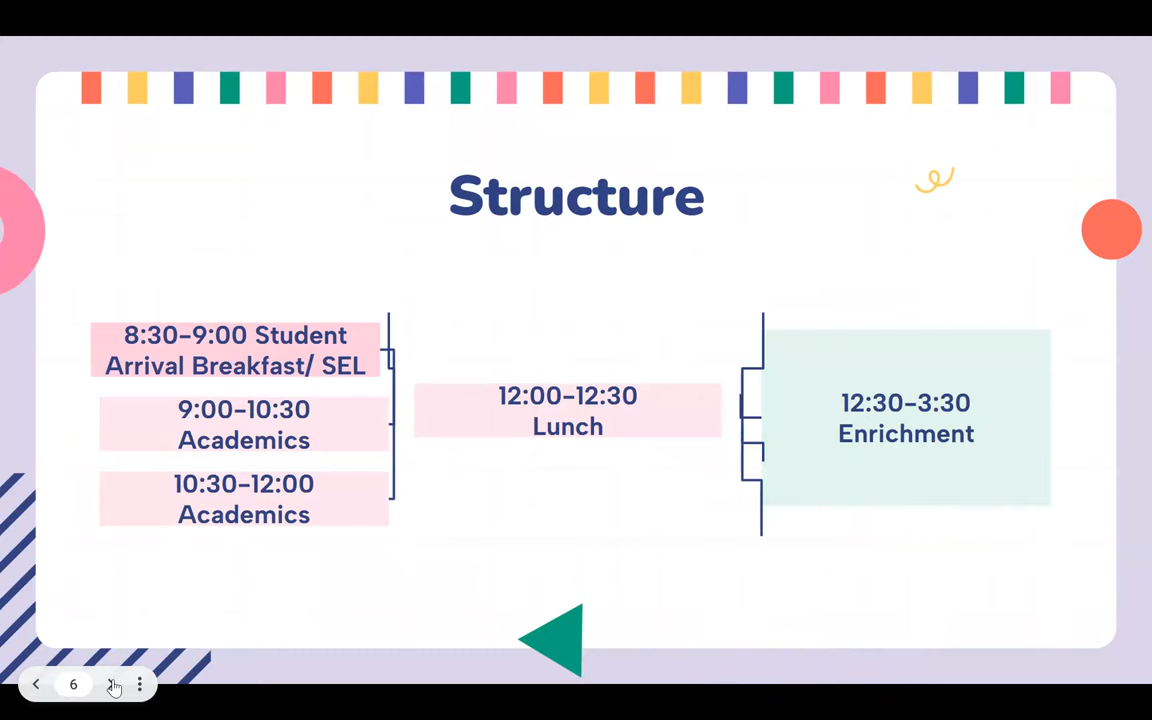 Structure
8:30-9:00 Student
Arrival Breakfast/ SEL
9:00-10:30
Academics
10:30-12:00
Academics
12:00-12:30
Lunch
12:30-3:30
Enrichment
6